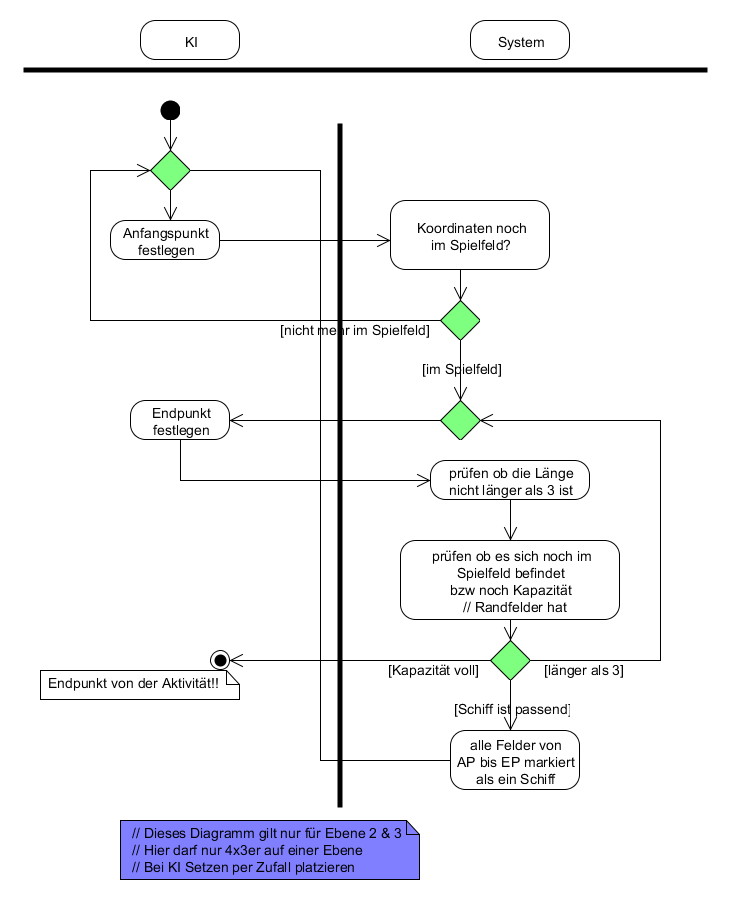 KI
System
Anfangspunkt
festlegen
Koordinaten noch
im Spielfeld?
[nicht mehr im Spielfeld]
[im Spielfeld]
Endpunkt
festlegen
prüfen ob die Länge
nicht länger als 3 ist
prüfen ob es sich noch im
Spielfeld befindet
bzw noch Kapazität
// Randfelder hat
[Kapazität voll]
[länger als 3]
Endpunkt von der Aktivität!!
[Schiff ist passend]
alle Felder von
AP bis EP markiert
als ein Schiff
// Dieses Diagramm gilt nur für Ebene 2 & 3
// Hier darf nur 4x3er auf einer Ebene
// Bei KI Setzen per Zufall platzieren